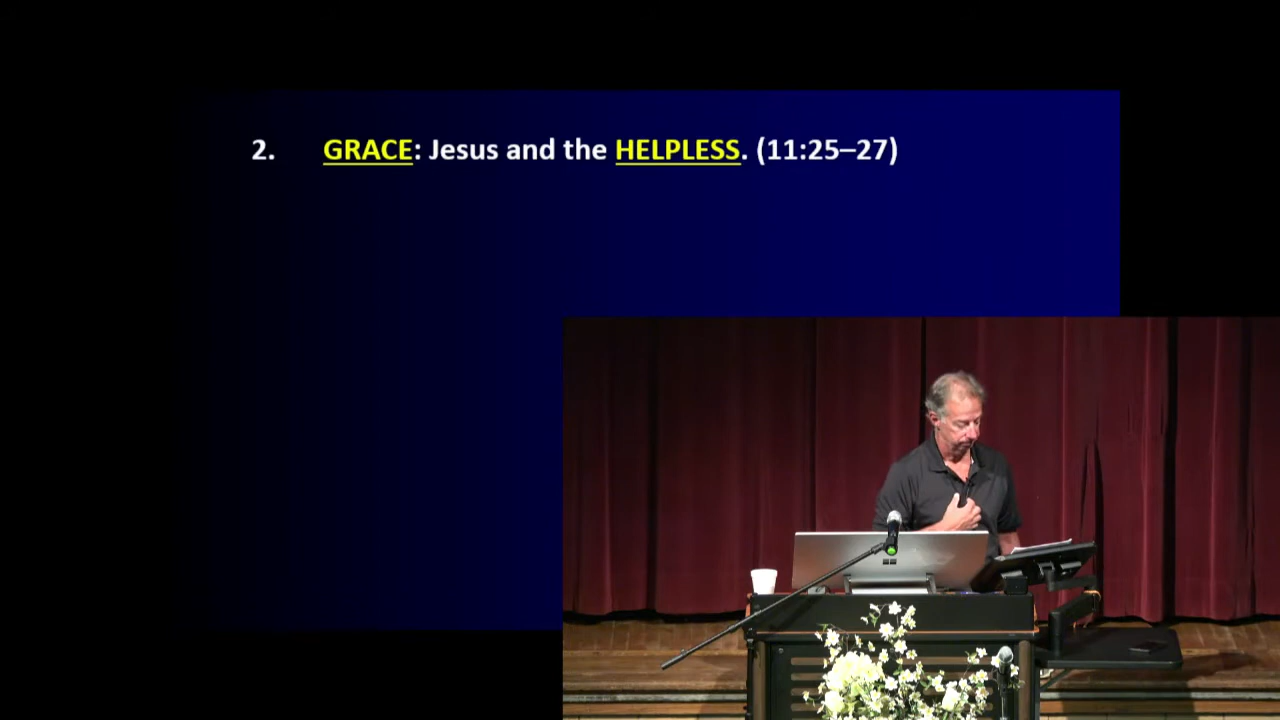 2. GRACE: Jesus and the HELPLESS. (11:25–27)